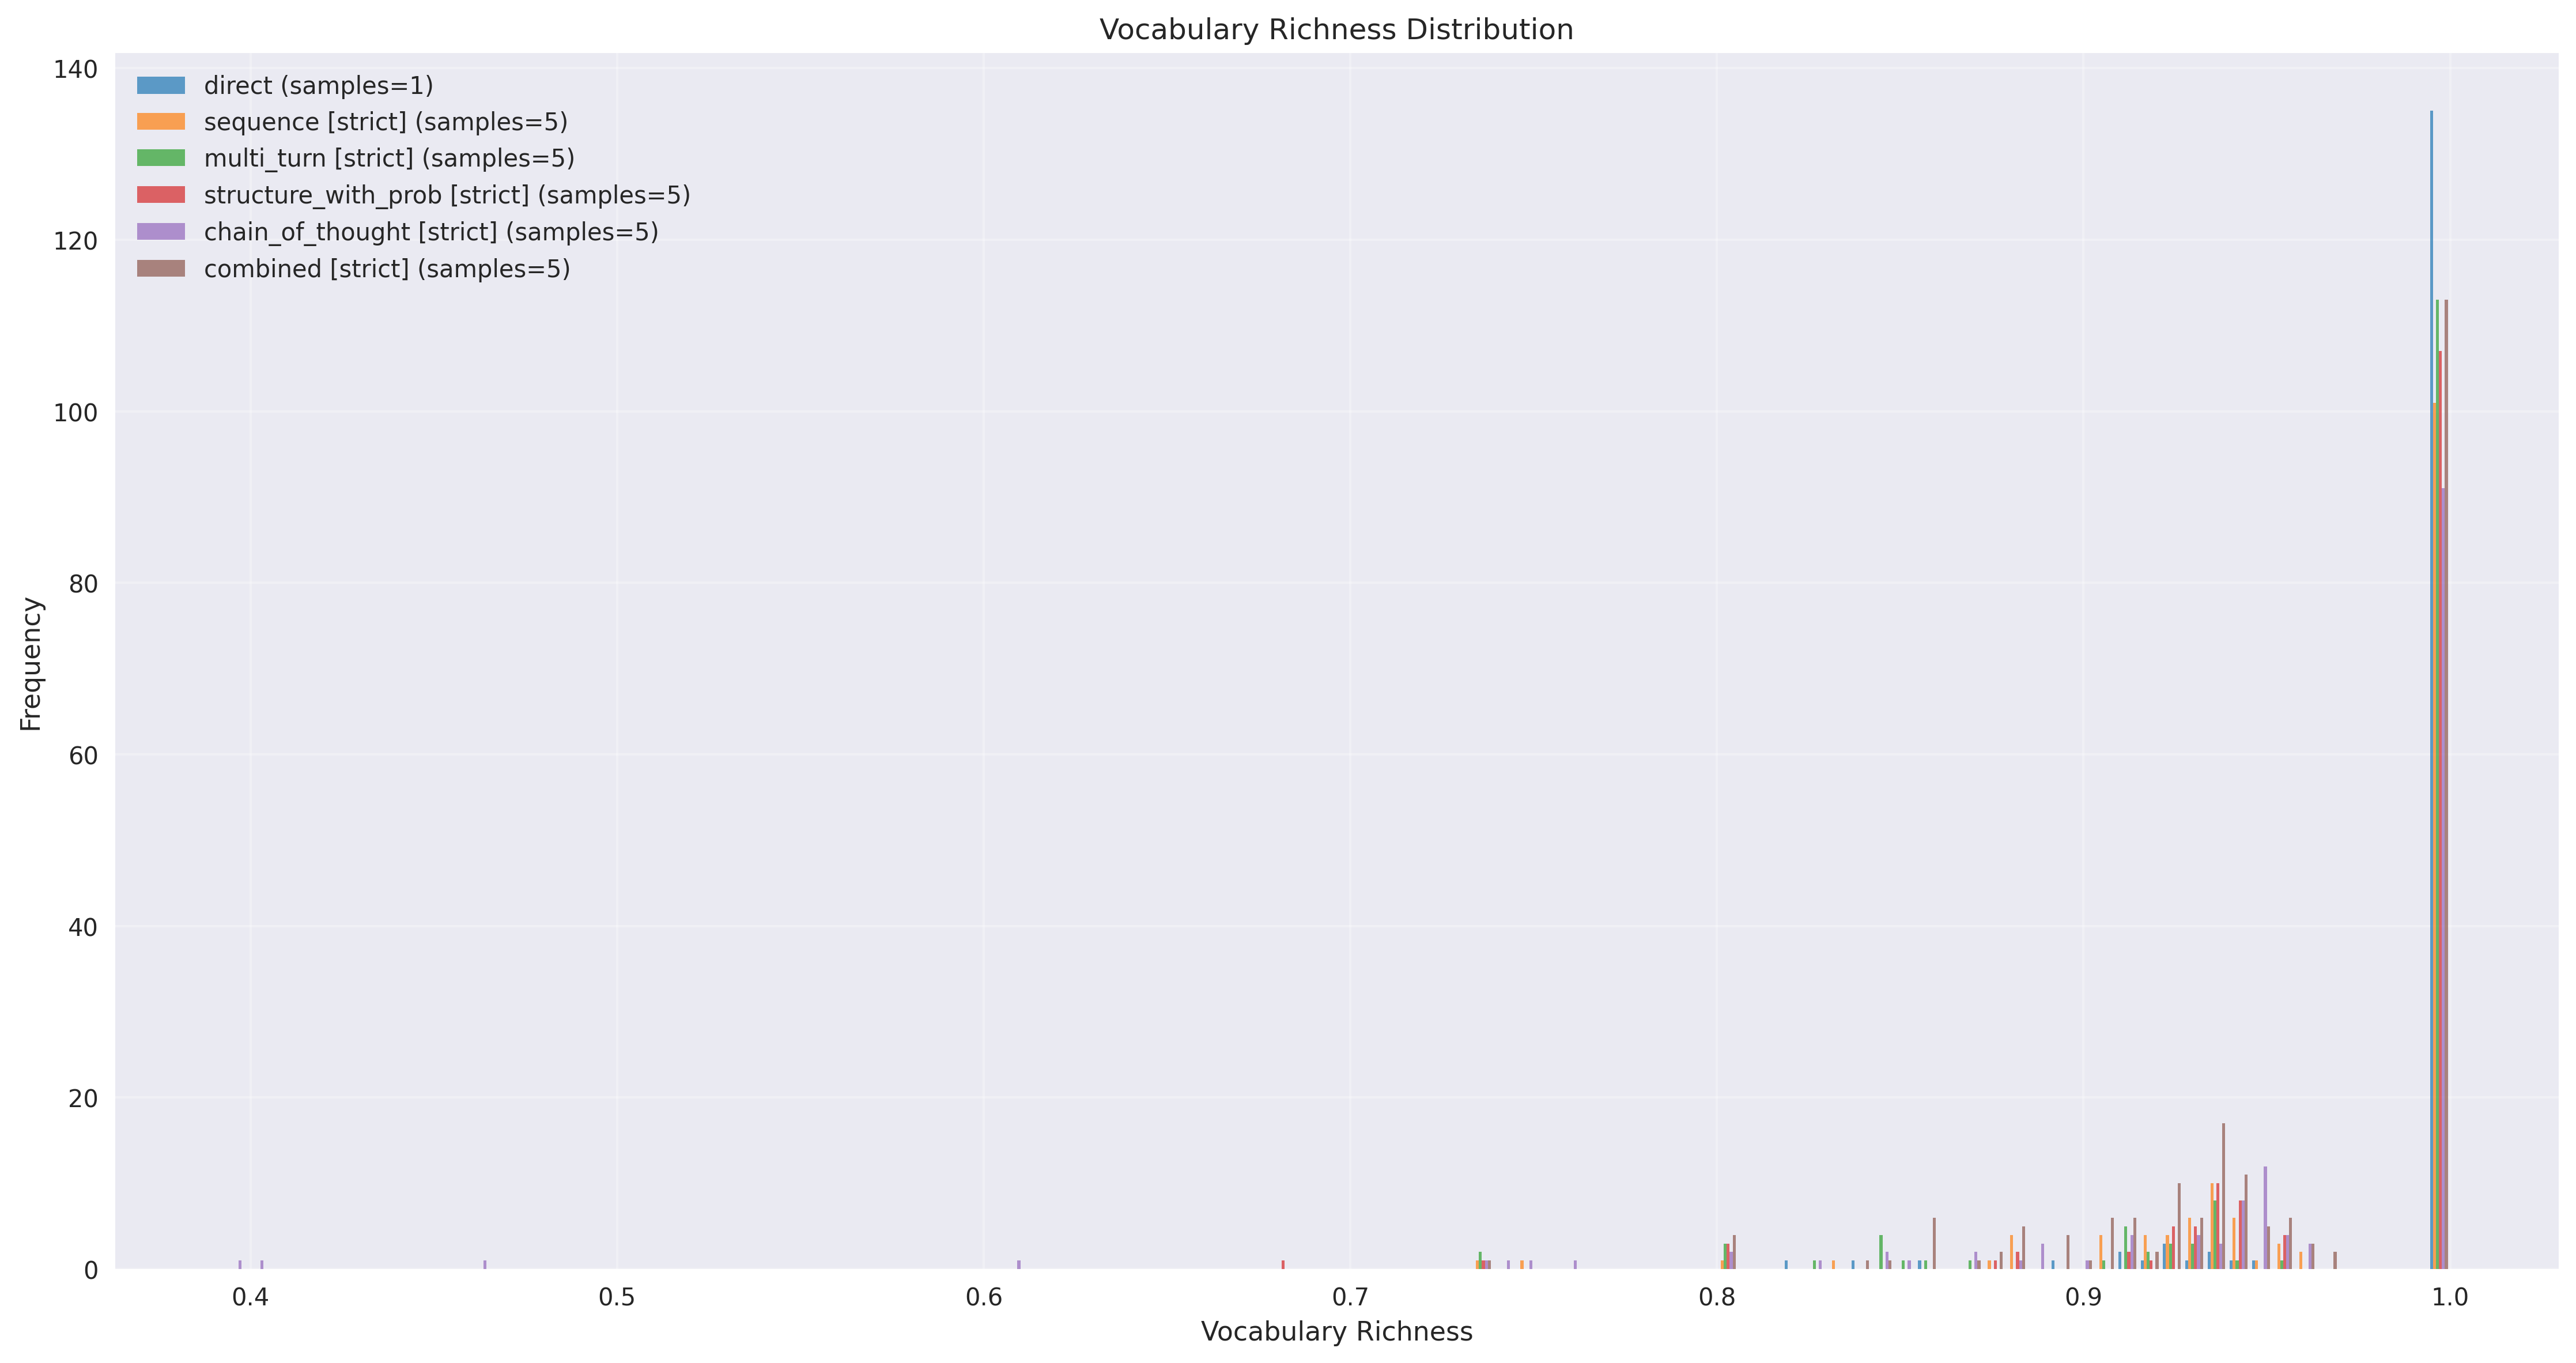 Vocabulary Richness Distribution
direct (samples=1)
sequence [strict] (samples=5)
multi_turn [strict] (samples=5)
structure_with_prob [strict] (samples=5)
chain_of_thought [strict] (samples=5)
combined [strict] (samples=5)
140
120
100
80
60
40
20
0
Frequency
0.4 0.5 0.6 0.7 0.8 0.9 1.0
Vocabulary Richness